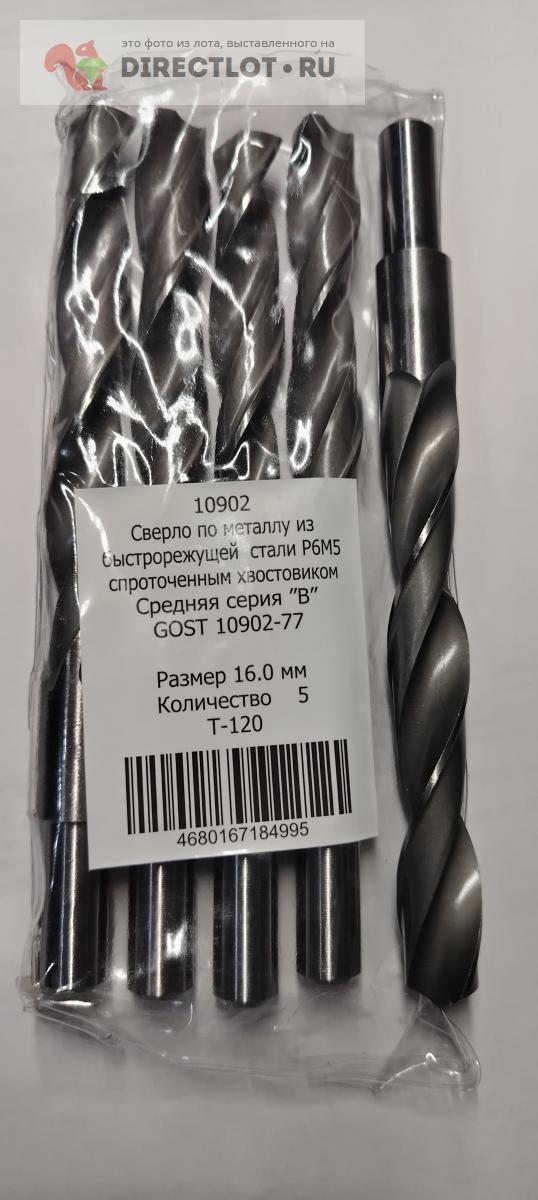 это фото из лота, выставленного на
DIRECTLOT.RU
10902
Сверло по металлу из
быстрорежущей стали Р6М5
спроточенным хвостовиком
Средняя серия "В"
GOST 10902-77
Размер 16.0 мм
Количество 5
Т-120
4680167184995